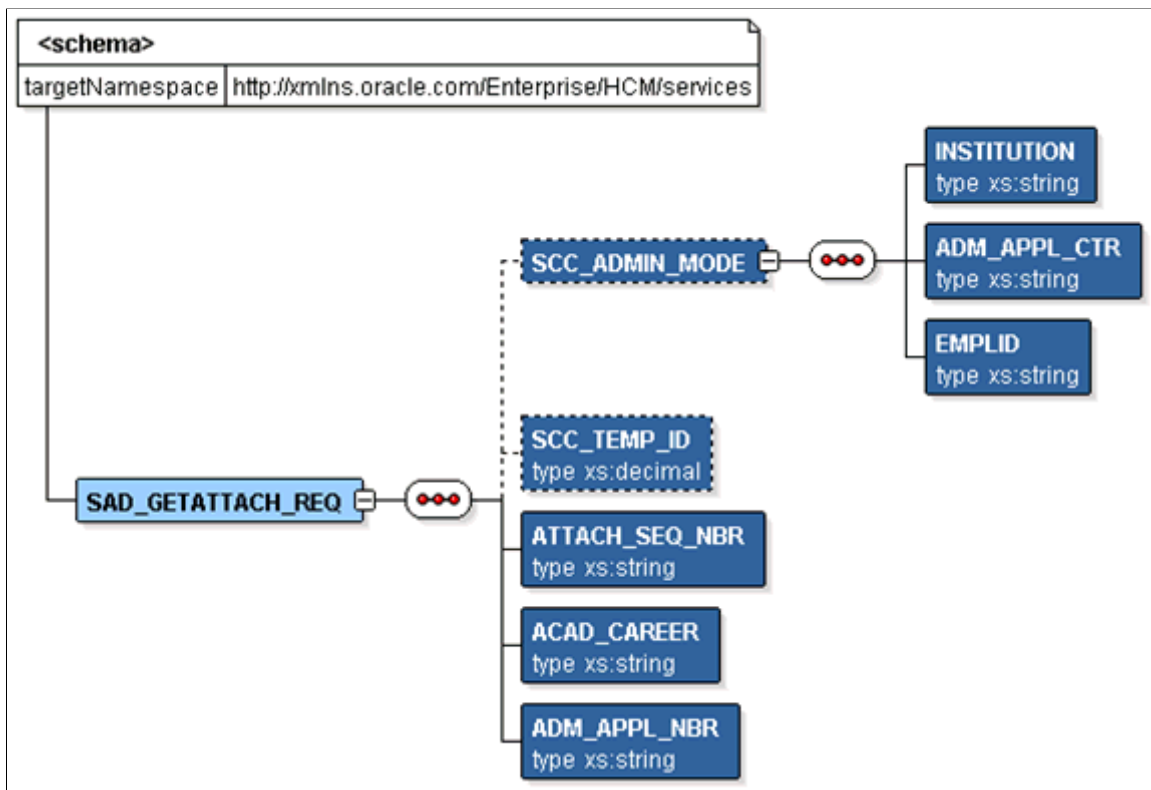 <schema>
targetNamespace http://xmlns.oracle.com/Enterprise/HCM/services
INSTITUTION
type xs:string
SCC_ADMIN_MODE
ADM_APPL_CTR
type xs:string
EMPLID
type xs:string
SCC_TEMP_ID
type xs:decimal
SAD_GETATTACH_REQ
ATTACH_SEQ_NBR
type xs:string
ACAD_CAREER
type xs:string
ADM_APPL_NBR
type xs:string